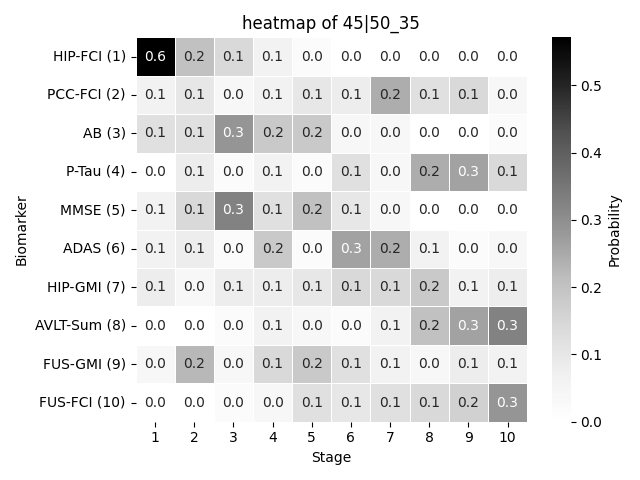 heatmap of 45|50_35
HIP-FCI (1) 0.6 0.2 0.1 0.1 0.0 0.0 0.0 0.0 0.0 0.0
PCC-FCI (2) 0.1 0.1 0.0 0.1 0.1 0.1 0.2 0.1 0.1 0.0
AB (3) 0.1 0.1 0.3 0.2 0.2 0.0 0.0 0.0 0.0 0.0
P-Tau (4) 0.0 0.1 0.0 0.1 0.0 0.1 0.0 0.2 0.3 0.1
MMSE (5) 0.1 0.1 0.3 0.1 0.2 0.1 0.0 0.0 0.0 0.0
ADAS (6) 0.1 0.1 0.0 0.2 0.0 0.3 0.2 0.1 0.0 0.0
HIP-GMI (7) 0.1 0.0 0.1 0.1 0.1 0.1 0.1 0.2 0.1 0.1
AVLT-Sum (8) 0.0 0.0 0.0 0.1 0.0 0.0 0.1 0.2 0.3 0.3
FUS-GMI (9) 0.0 0.2 0.0 0.1 0.2 0.1 0.1 0.0 0.1 0.1
FUS-FCI (10) 0.0 0.0 0.0 0.0 0.1 0.1 0.1 0.1 0.2 0.3
1 2 3 4 5 6 7 8 9 10
Stage
Biomarker
0.5
0.4
0.3
0.2
0.1
0.0
Probability